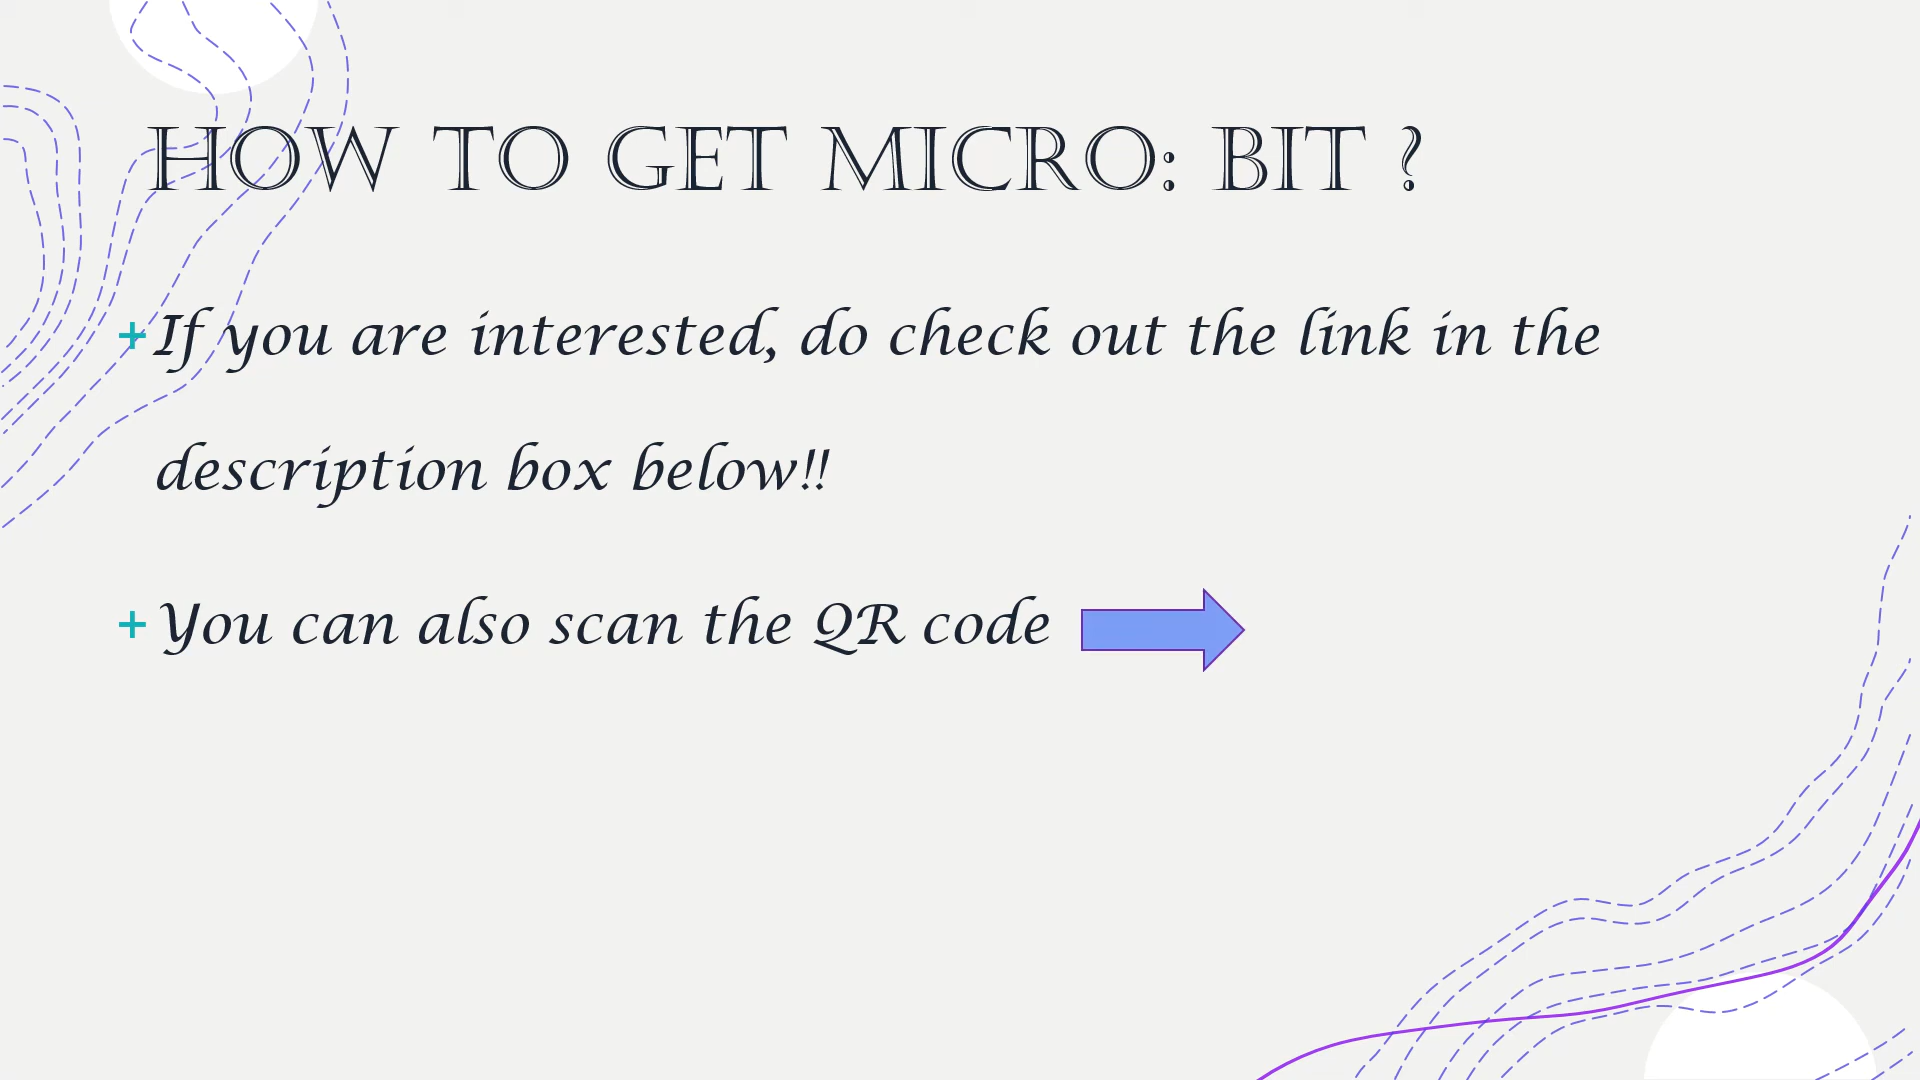 HOW TO GET MICRO: BIT ?
+If you are interested, do check out the link in the
description box below!!
+You can also scan the QR code